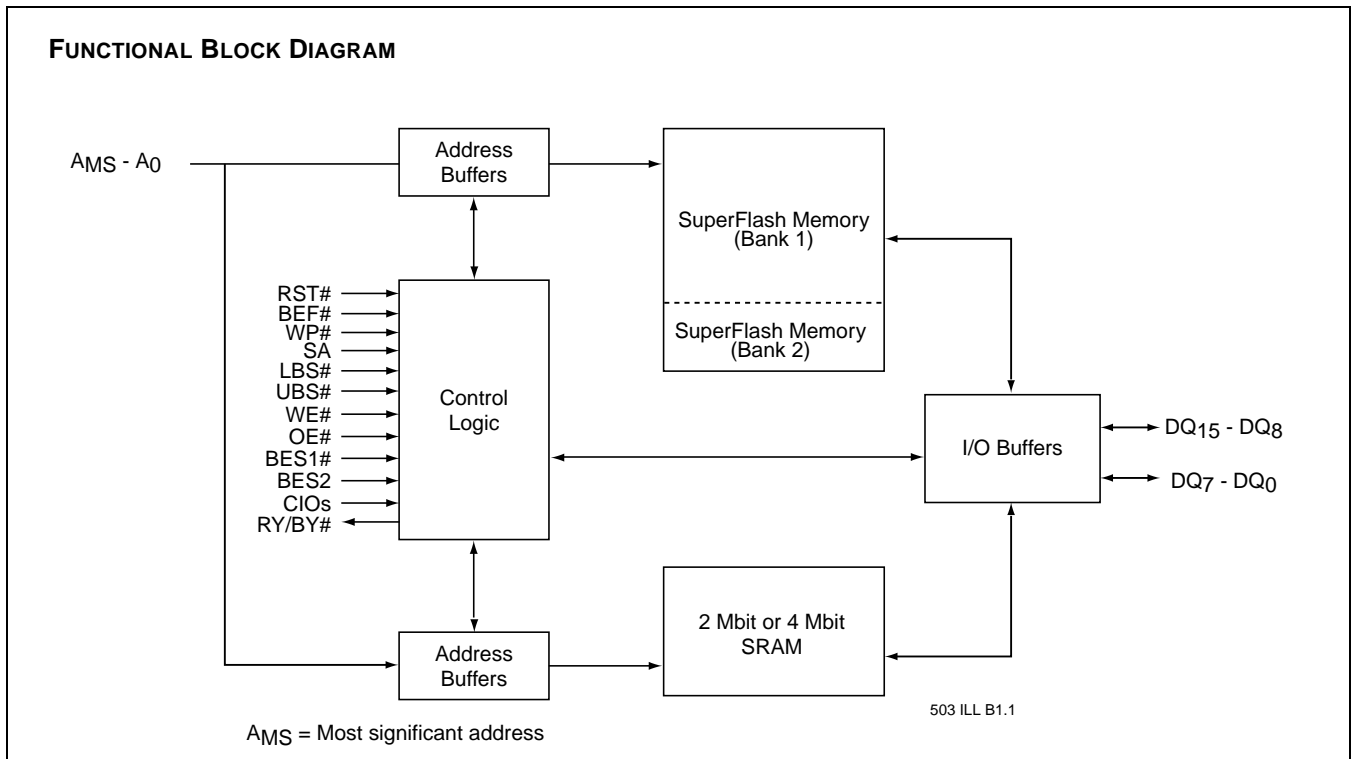 FUNCTIONAL BLOCK DIAGRAM
AMS - A0
Address
Buffers
SuperFlash Memory
(Bank 1)
SuperFlash Memory
(Bank 2)
RST#
BEF#
WP#
SA
LBS#
UBS#
WE#
OE#
BES1#
BES2
CIOs
RY/BY#
Control
Logic
I/O Buffers
DQ15 - DQ8
DQ7 - DQ0
Address
Buffers
2 Mbit or 4 Mbit
SRAM
503 ILL B1.1
AMS = Most significant address